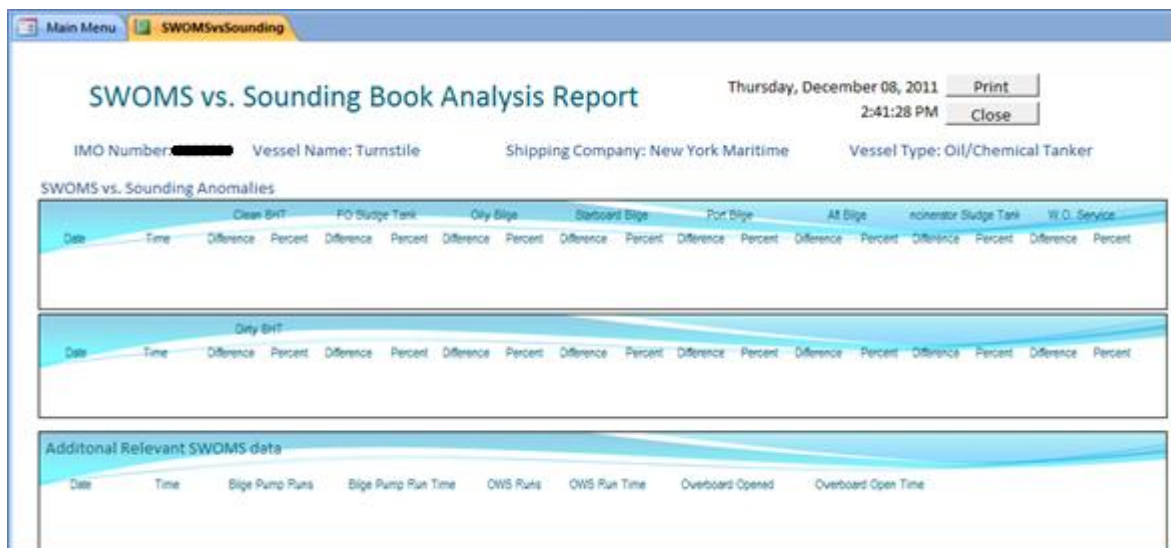 Main Menu SWOMSvsSounding
SWOMS vs. Sounding Book Analysis Report
Thursday, December 08, 2011 Print
2:41:28 PM Close
IMO Number: Vessel Name: Turnstile Shipping Company: New York Maritime Vessel Type: Oil/Chemical Tanker
SWOMS vs. Sounding Anomalies
Clean BHT FO Sludge Tank Oily Bilge Starboard Bilge Port Bilge Aft Bilge ncinerator Sludge Tank W.O. Service
Date Time Difference Percent Difference Percent Difference Percent Difference Percent Difference Percent Difference Percent Difference Percent Difference Percent
Dirty BHT
Date Time Difference Percent Difference Percent Difference Percent Difference Percent Difference Percent Difference Percent Difference Percent Difference Percent
Additonal Relevant SWOMS data
Date Time Bilge Pump Runs Bilge Pump Run Time OWS Runs OWS Run Time Overboard Opened Overboard Open Time